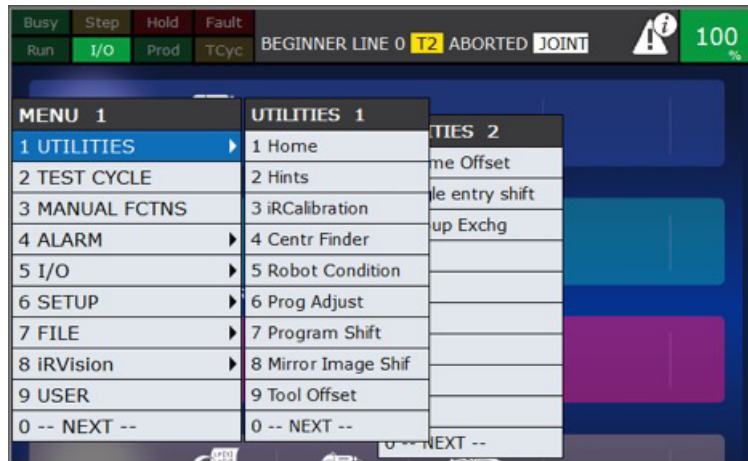 Busy Step Hold Fault
Run I/O Prod TCyc
BEGINNER LINE 0 T2 ABORTED JOINT
100
%
MENU 1
1 UTILITIES
2 TEST CYCLE
3 MANUAL FCTNS
4 ALARM
5 I/O
6 SETUP
7 FILE
8 iRVision
9 USER
0 -- NEXT --
UTILITIES 1
1 Home
2 Hints
3 iRCalibration
4 Centr Finder
5 Robot Condition
6 Prog Adjust
7 Program Shift
8 Mirror Image Shif
9 Tool Offset
0 -- NEXT --
TIES 2
me Offset
le entry shift
up Exchg
0 -- NEXT --